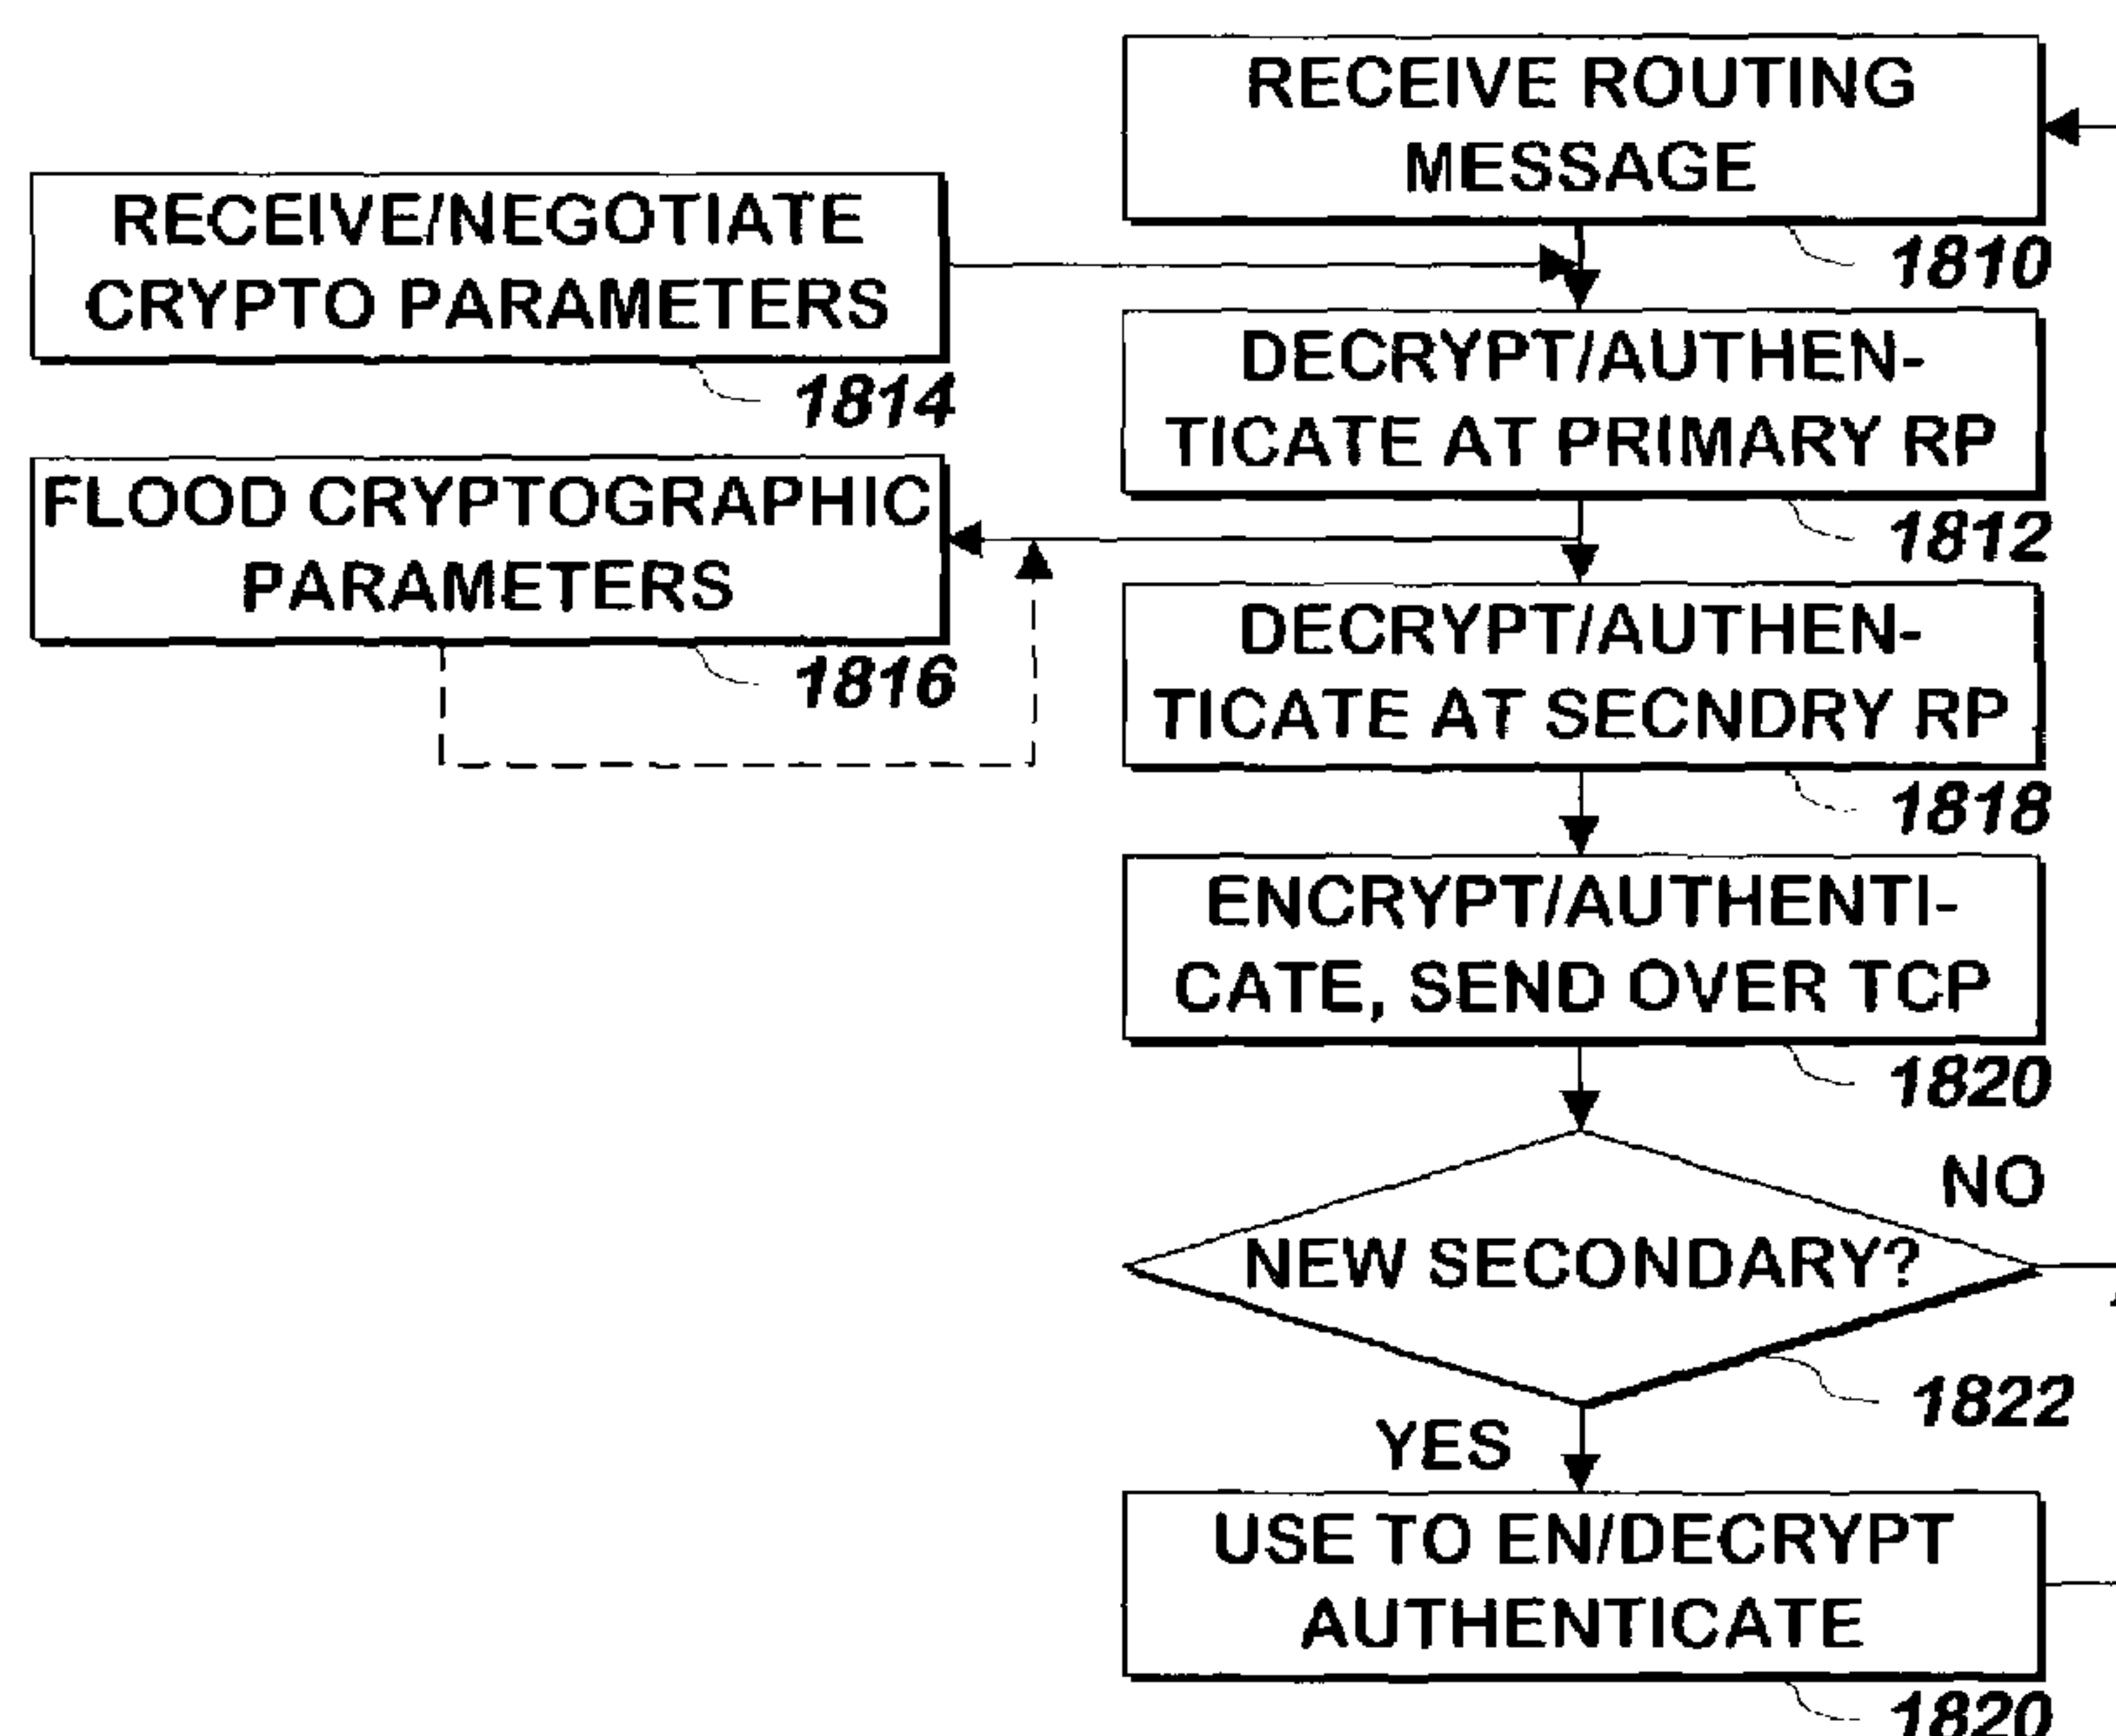 RECEIVE ROUTING
MESSAGE
1810
RECEIVE/NEGOTIATE
CRYPTO PARAMETERS
1814
DECRYPT/AUTHEN-
TICATE AT PRIMARY RP
1812
FLOOD CRYPTOGRAPHIC
PARAMETERS
1816
DECRYPT/AUTHEN-
TICATE AT SECNDRY RP
1818
ENCRYPT/AUTHENTI-
CATE, SEND OVER TCP
1820
NO
NEW SECONDARY?
1822
YES
USE TO EN/DECRYPT
AUTHENTICATE
1820